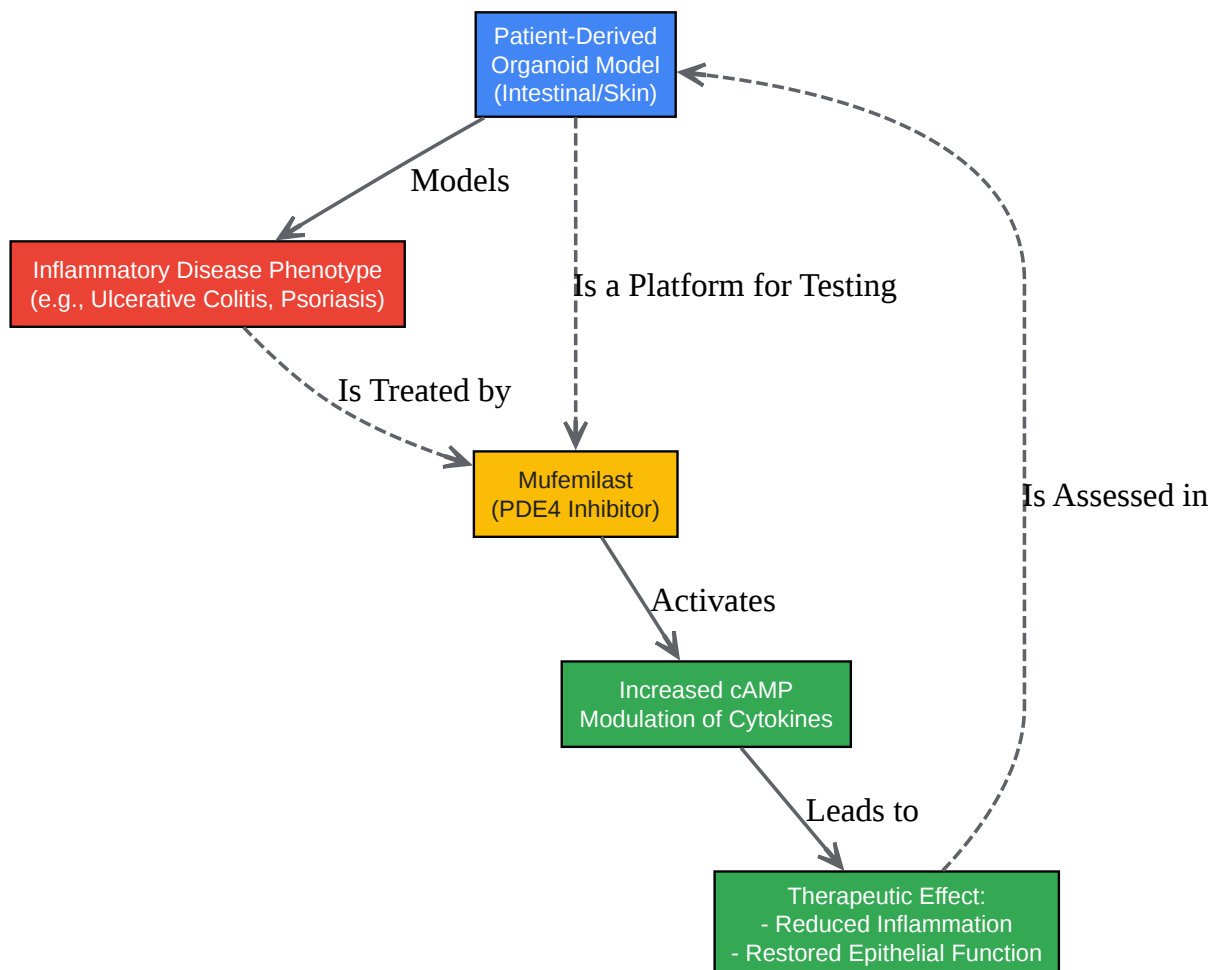 Patient-Derived
Organoid Model
(Intestinal/Skin)
Models
Inflammatory Disease Phenotype
(e.g., Ulcerative Colitis, Psoriasis)
Is a Platform for Testing
Is Treated by
Mufemilast
(PDE4 Inhibitor)
Is Assessed in
Activates
Increased cAMP
Modulation of Cytokines
Leads to
Therapeutic Effect:
- Reduced Inflammation
- Restored Epithelial Function